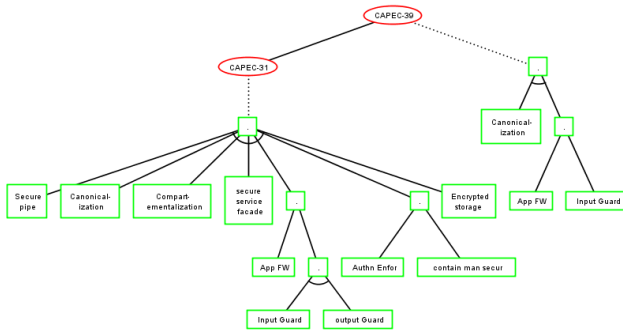 CAPEC-39
CAPEC-31
.
Canonical-
ization
.
.
Secure
pipe
Canonical-
ization
Compart-
ementalization
secure
service
facade
.
.
Encrypted
storage
App FW
Input Guard
App FW
.
Authn Enfor
contain man secur
Input Guard
output Guard